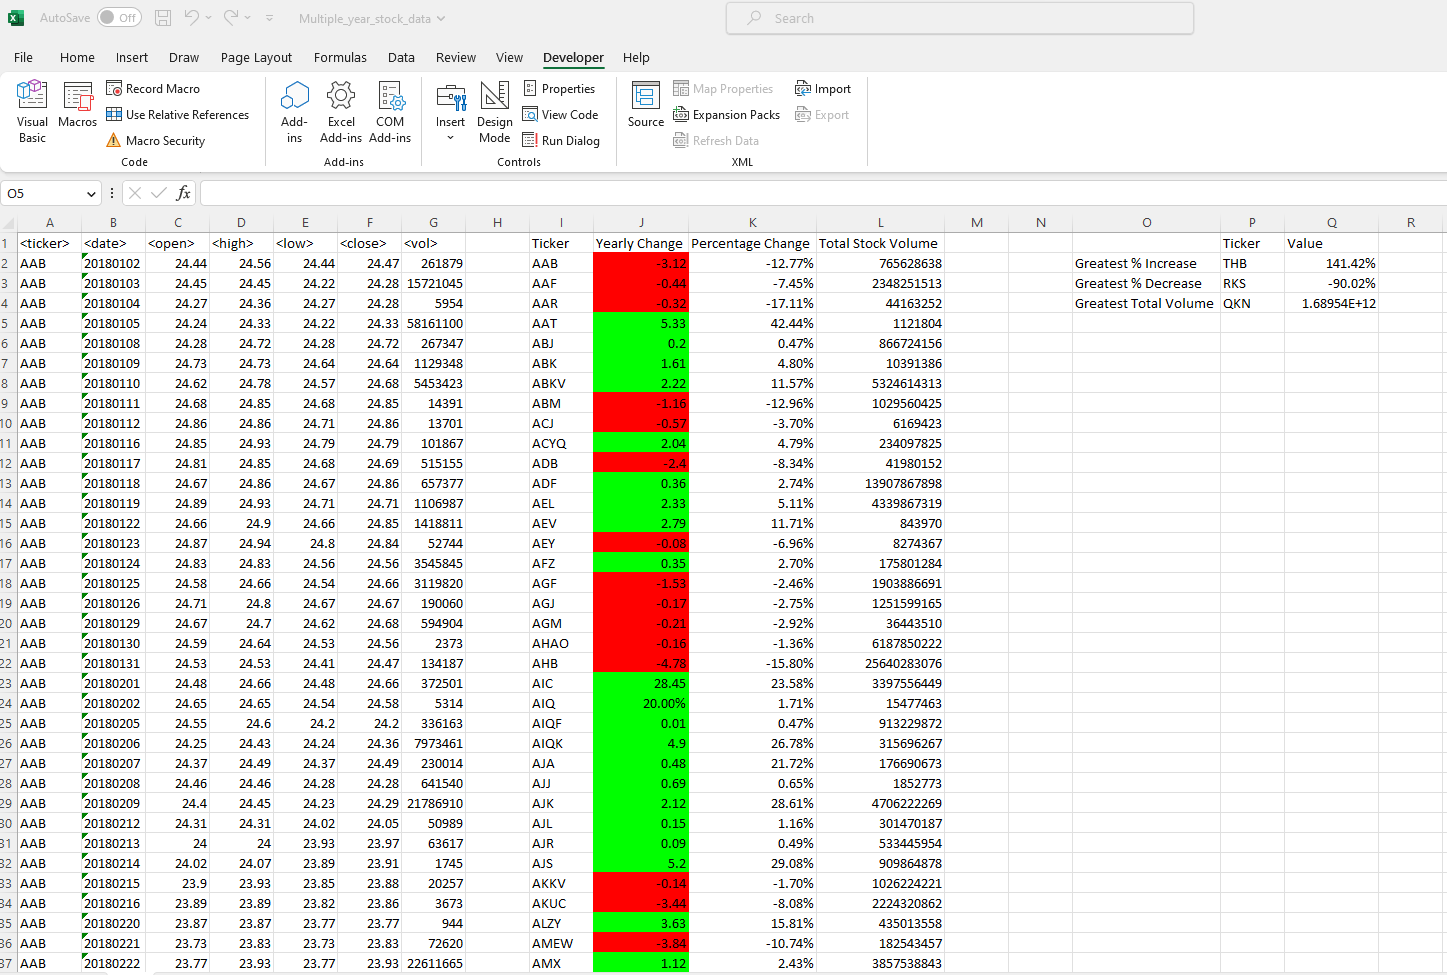 AutoSave Off Multiple_year_stock_data Search
File Home Insert Draw Page Layout Formulas Data Review View Developer Help
Visual Basic
Macros
Record Macro
Use Relative References
Macro Security
Code
Add-ins
Excel Add-ins
COM Add-ins
Add-ins
Insert
Design Mode
Properties
View Code
Run Dialog
Controls
Source
Map Properties
Expansion Packs
Refresh Data
Import
Export
XML
O5 fx
A B C D E F G H I J K L M N O P Q R
1 <ticker> <date> <open> <high> <low> <close> <vol> Ticker Yearly Change Percentage Change Total Stock Volume Ticker Value
2 AAB 20180102 24.44 24.56 24.44 24.47 261879 AAB -3.12 -12.77% 765628638 Greatest % Increase THB 141.42%
3 AAB 20180103 24.45 24.45 24.22 24.28 15721045 AAF -0.44 -7.45% 2348251513 Greatest % Decrease RKS -90.02%
4 AAB 20180104 24.27 24.36 24.27 24.28 5954 AAR -0.32 -17.11% 44163252 Greatest Total Volume QKN 1.68954E+12
5 AAB 20180105 24.24 24.33 24.22 24.33 58161100 AAT 5.33 42.44% 1121804
6 AAB 20180108 24.28 24.72 24.28 24.72 267347 ABJ 0.2 0.47% 866724156
7 AAB 20180109 24.73 24.73 24.64 24.64 1129348 ABK 1.61 4.80% 10391386
8 AAB 20180110 24.62 24.78 24.57 24.68 5453423 ABKV 2.22 11.57% 5324614313
9 AAB 20180111 24.68 24.85 24.68 24.85 14391 ABM -1.16 -12.96% 1029560425
10 AAB 20180112 24.86 24.86 24.71 24.86 13701 ACJ -0.57 -3.70% 6169423
11 AAB 20180116 24.85 24.93 24.79 24.79 101867 ACYQ 2.04 4.79% 234097825
12 AAB 20180117 24.81 24.85 24.68 24.69 515155 ADB -2.4 -8.34% 41980152
13 AAB 20180118 24.67 24.86 24.67 24.86 657377 ADF 0.36 2.74% 13907867898
14 AAB 20180119 24.89 24.93 24.71 24.71 1106987 AEL 2.33 5.11% 4339867319
15 AAB 20180122 24.66 24.9 24.66 24.85 1418811 AEV 2.79 11.71% 843970
16 AAB 20180123 24.87 24.94 24.8 24.84 52744 AEY -0.08 -6.96% 8274367
17 AAB 20180124 24.83 24.83 24.56 24.56 3545845 AFZ 0.35 2.70% 175801284
18 AAB 20180125 24.58 24.66 24.54 24.66 3119820 AGF -1.53 -2.46% 1903886691
19 AAB 20180126 24.71 24.8 24.67 24.67 190060 AGJ -0.17 -2.75% 1251599165
20 AAB 20180129 24.67 24.7 24.62 24.68 594904 AGM -0.21 -2.92% 36443510
21 AAB 20180130 24.59 24.64 24.53 24.56 2373 AHAO -0.16 -1.36% 6187850222
22 AAB 20180131 24.53 24.53 24.41 24.47 134187 AHB -4.78 -15.80% 25640283076
23 AAB 20180201 24.48 24.66 24.48 24.66 372501 AIC 28.45 23.58% 3397556449
24 AAB 20180202 24.65 24.65 24.54 24.58 5314 AIQ 20.00% 1.71% 15477463
25 AAB 20180205 24.55 24.6 24.2 24.2 336163 AIQF 0.01 0.47% 913229872
26 AAB 20180206 24.25 24.43 24.24 24.36 7973461 AIQK 4.9 26.78% 315696267
27 AAB 20180207 24.37 24.49 24.37 24.49 230014 AJA 0.48 21.72% 176690673
28 AAB 20180208 24.46 24.46 24.28 24.28 641540 AJJ 0.69 0.65% 1852773
29 AAB 20180209 24.4 24.45 24.23 24.29 21786910 AJK 2.12 28.61% 4706222269
30 AAB 20180212 24.31 24.31 24.02 24.05 50989 AJL 0.15 1.16% 301470187
31 AAB 20180213 24 24 23.93 23.97 63617 AJR 0.09 0.49% 533445954
32 AAB 20180214 24.02 24.07 23.89 23.91 1745 AJS 5.2 29.08% 909864878
33 AAB 20180215 23.9 23.93 23.85 23.88 20257 AKKV -0.14 -1.70% 1026224221
34 AAB 20180216 23.89 23.89 23.82 23.86 3673 AKUC -3.44 -8.08% 2224320862
35 AAB 20180220 23.87 23.87 23.77 23.77 944 ALZY 3.63 15.81% 435013558
36 AAB 20180221 23.73 23.83 23.73 23.83 72620 AMEW -3.84 -10.74% 182543457
37 AAB 20180222 23.77 23.93 23.77 23.93 22611665 AMX 1.12 2.43% 3857538843